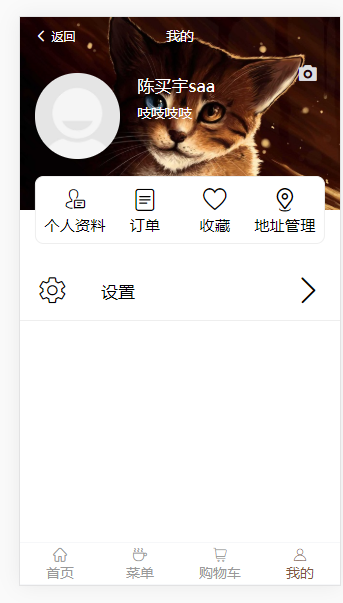 返回 我的
陈买宇saa
吱吱吱吱
个人资料 订单 收藏 地址管理
设置
首页 菜单 购物车 我的